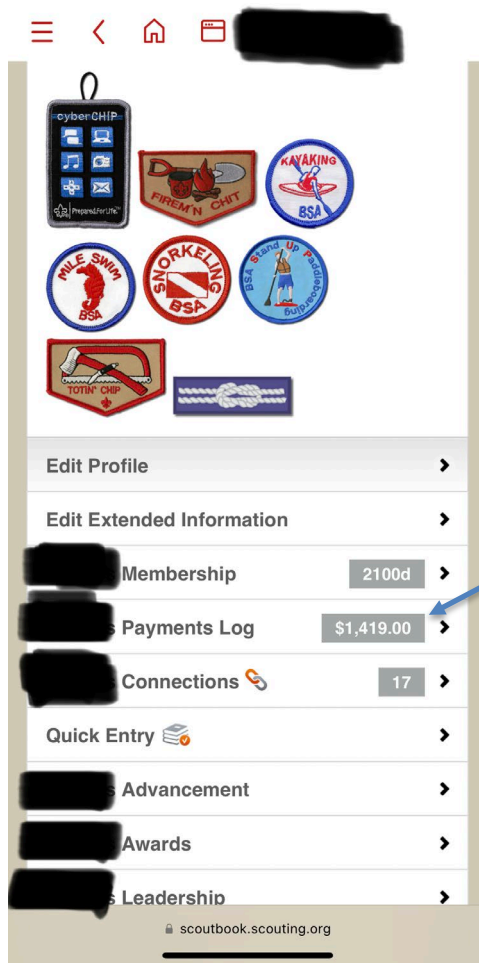 cyberCHIP
Prepared. For Life.™
FIREM'N CHIT
KAYAKING
BSA
MILE SWIM
BSA
SNORKELING
BSA
BSA Stand Up Paddleboarding
TOTIN' CHIP
Edit Profile
Edit Extended Information
Membership 2100d
s Payments Log $1,419.00
s Connections 17
Quick Entry
s Advancement
Awards
s Leadership
scoutbook.scouting.org